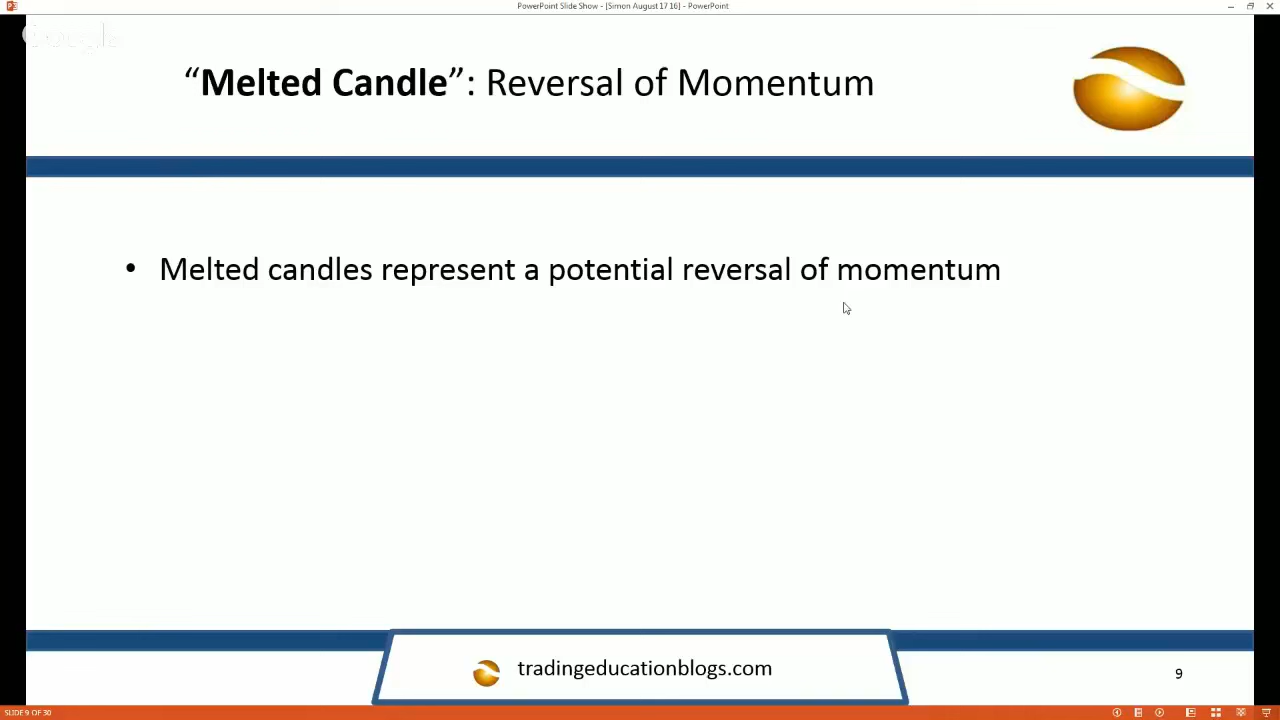 PowerPoint Slide Show - [Simon August 17 16] - PowerPoint
“Melted Candle”: Reversal of Momentum
• Melted candles represent a potential reversal of momentum
tradingeducationblogs.com
9
SLIDE 9 OF 30